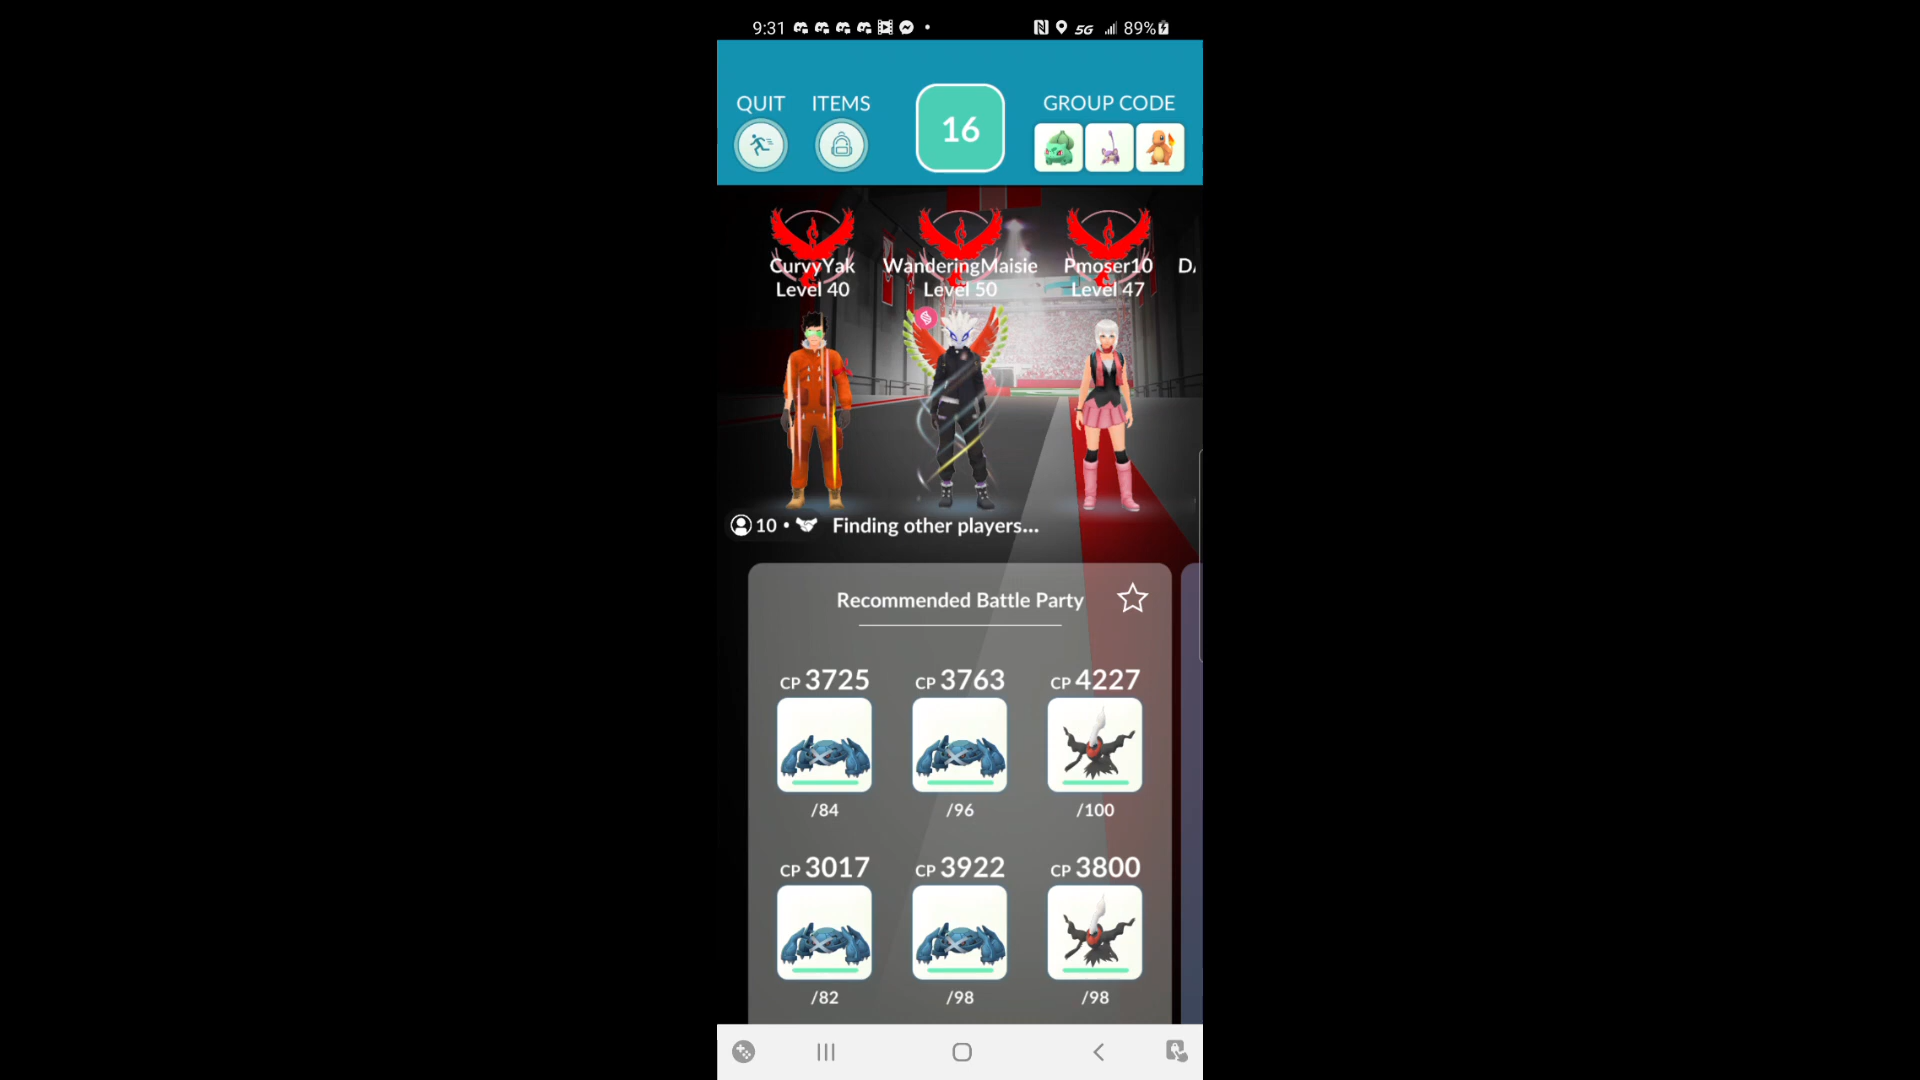 9:31
5G 89%
QUIT ITEMS 16 GROUP CODE
CurvyYak WanderingMaisie Pmoser10
Level 40 Level 50 Level 47
10 • Finding other players...
Recommended Battle Party
CP 3725 CP 3763 CP 4227
/84 /96 /100
CP 3017 CP 3922 CP 3800
/82 /98 /98